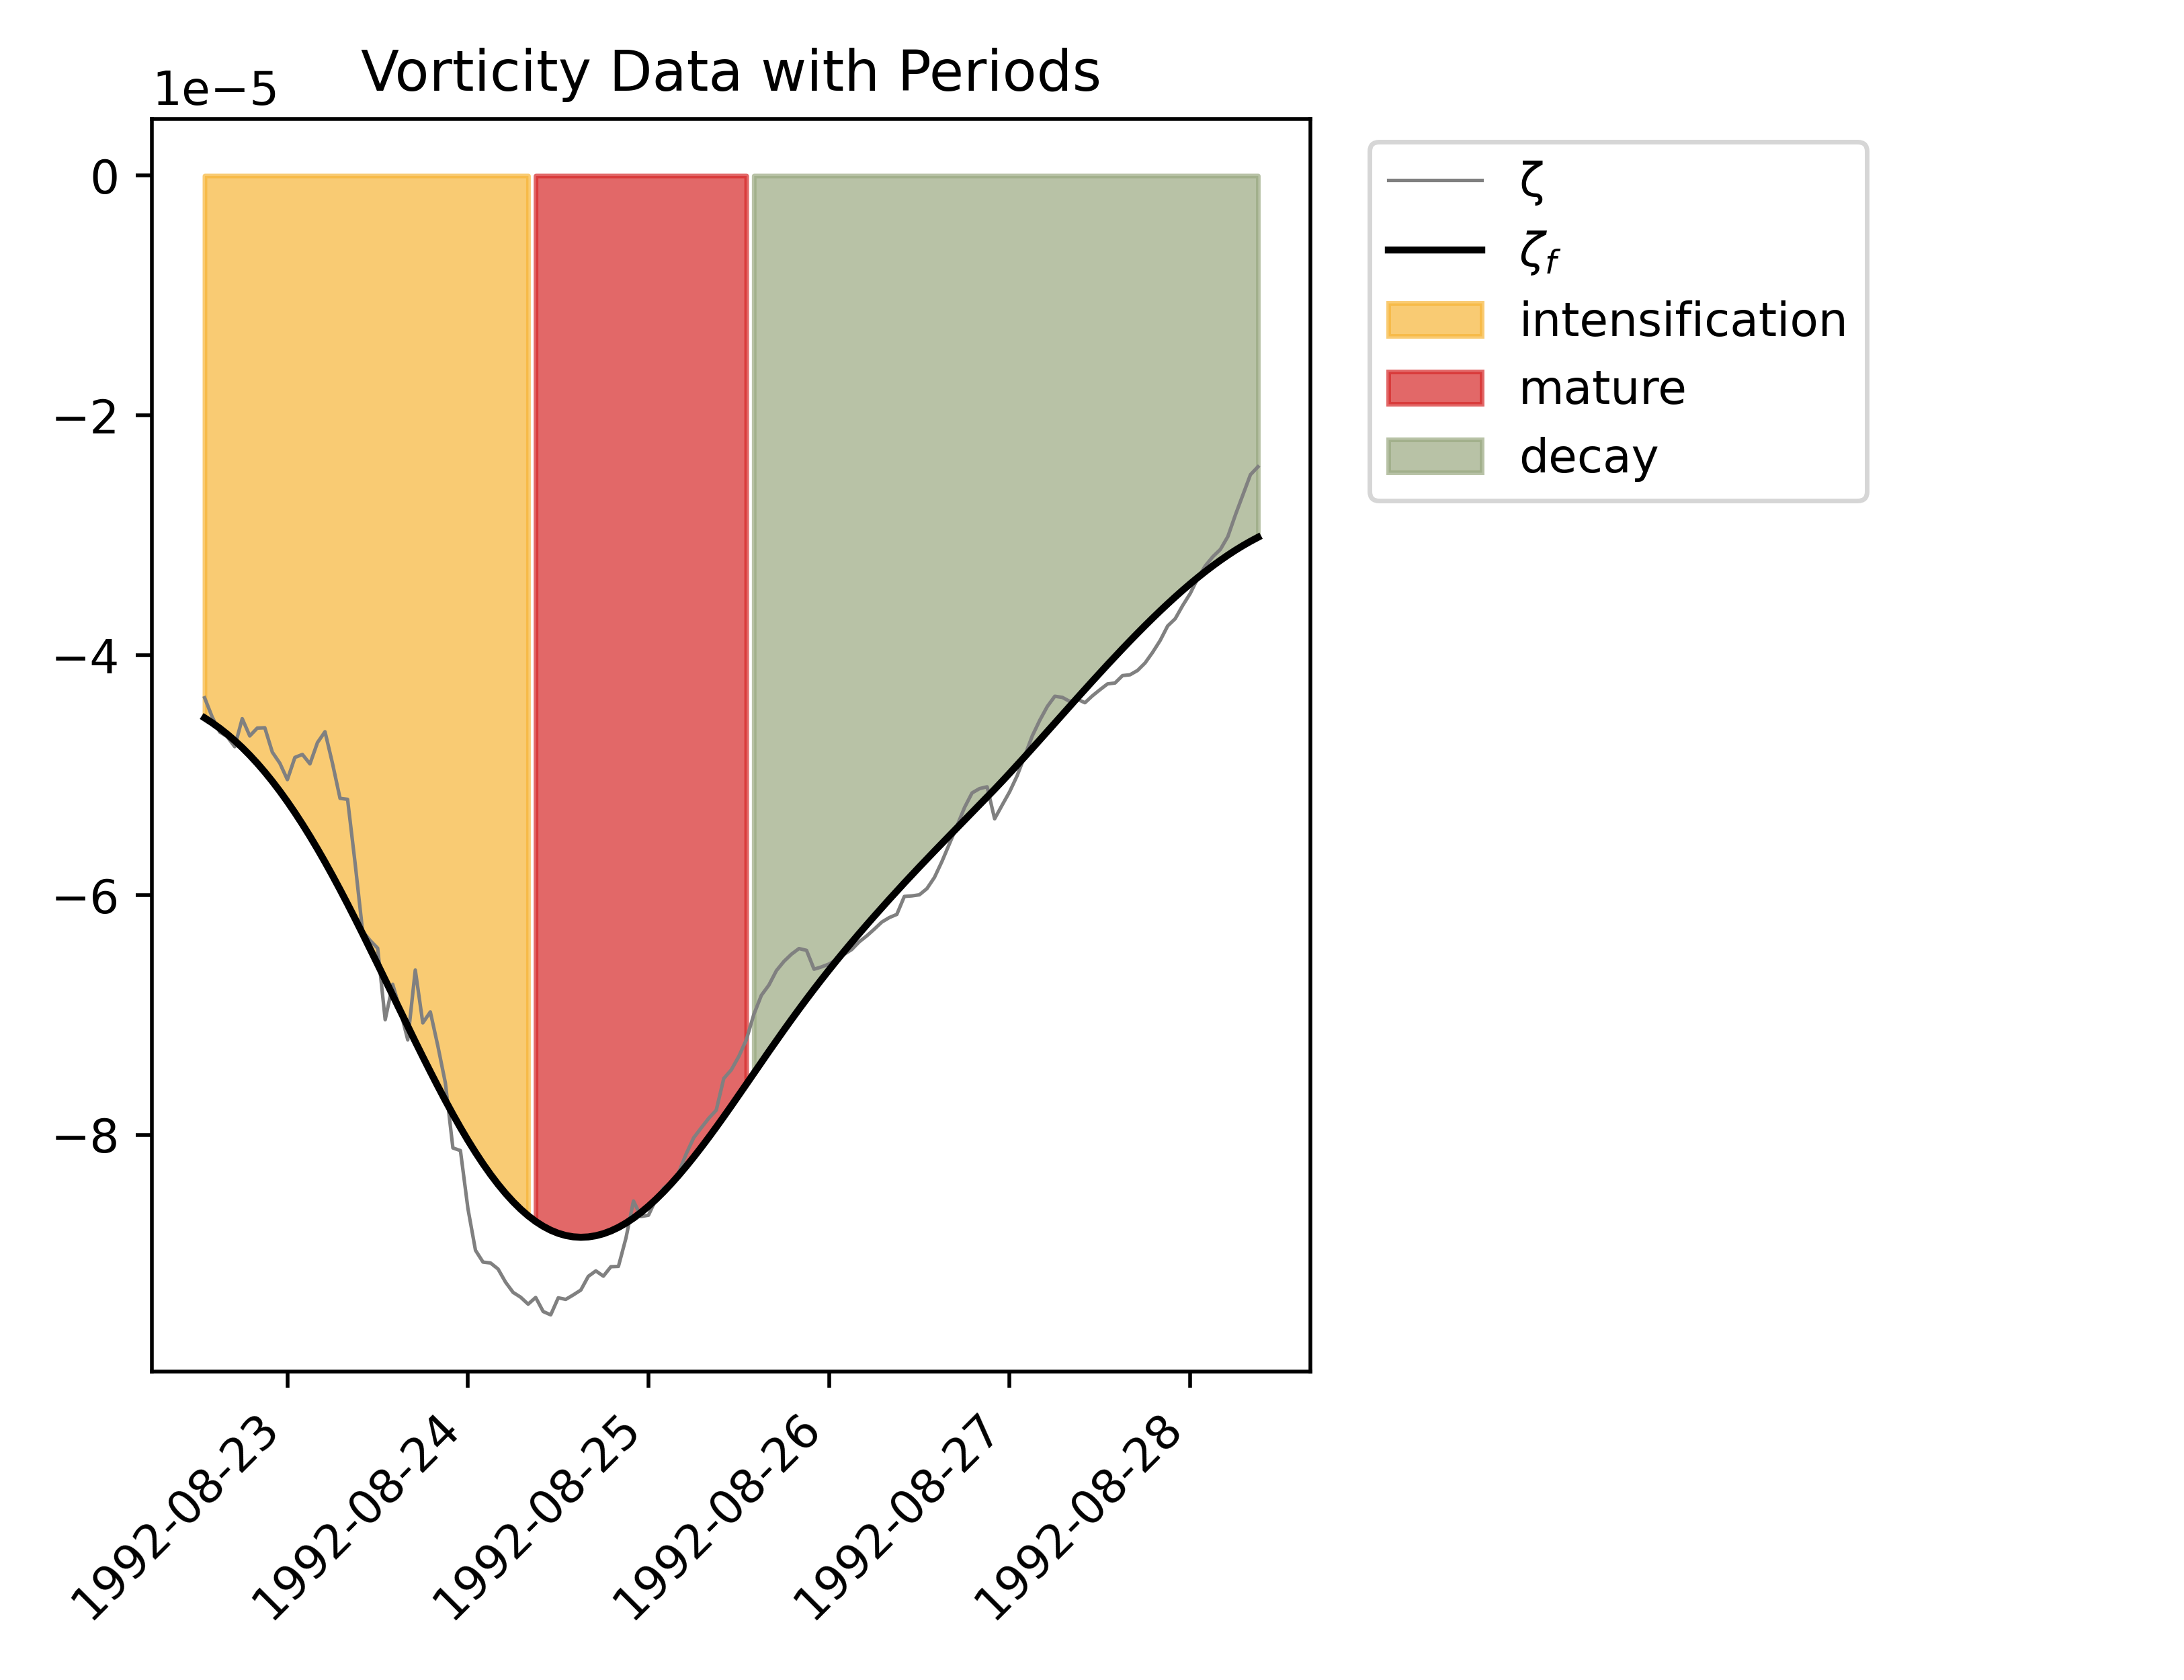 Vorticity Data with Periods
1e−5
0
−2
−4
−6
−8
1992-08-23
1992-08-24
1992-08-25
1992-08-26
1992-08-27
1992-08-28
ζ
ζf
intensification
mature
decay